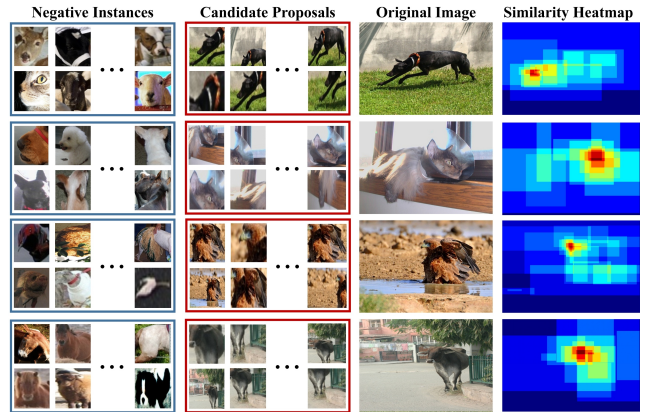 Negative Instances
Candidate Proposals
Original Image
Similarity Heatmap